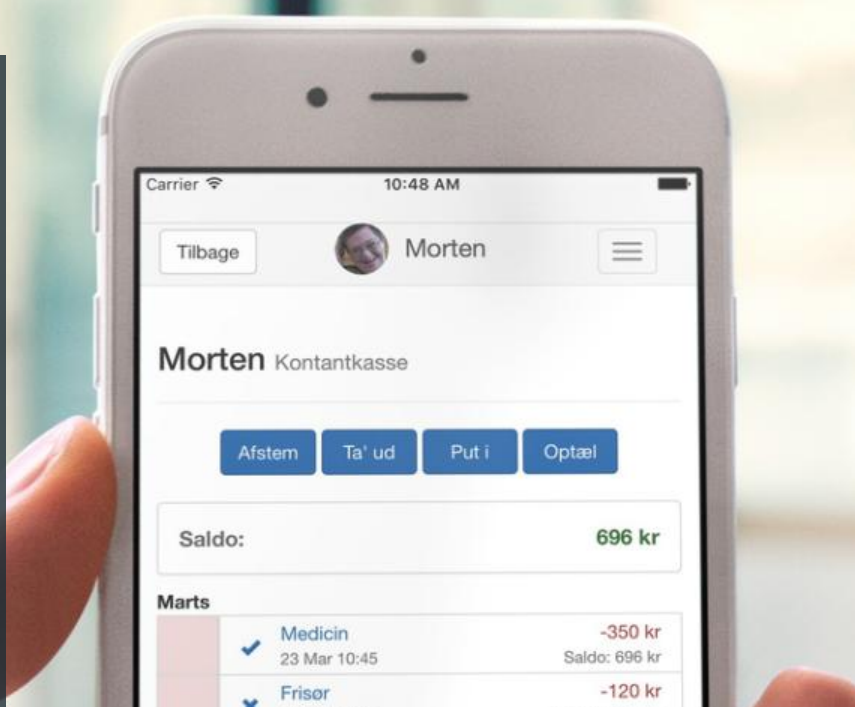 Carrier 10:48 AM
Tilbage Morten
Morten Kontantkasse
Afstem Ta' ud Put i Optæl
Saldo: 696 kr
Marts
Medicin -350 kr
23 Mar 10:45 Saldo: 696 kr
Frisør -120 kr